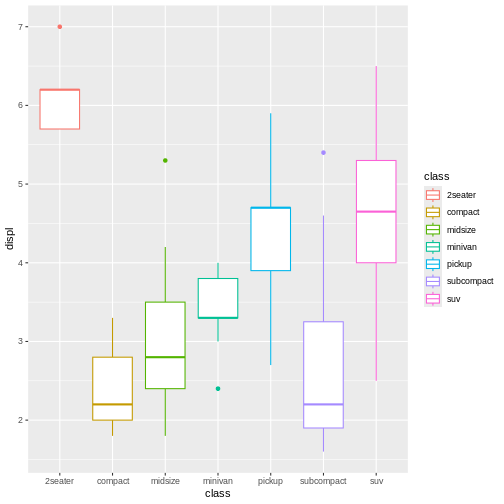 7
6
5
4
3
2
displ
2seater compact midsize minivan pickup subcompact suv
class
class
2seater
compact
midsize
minivan
pickup
subcompact
suv